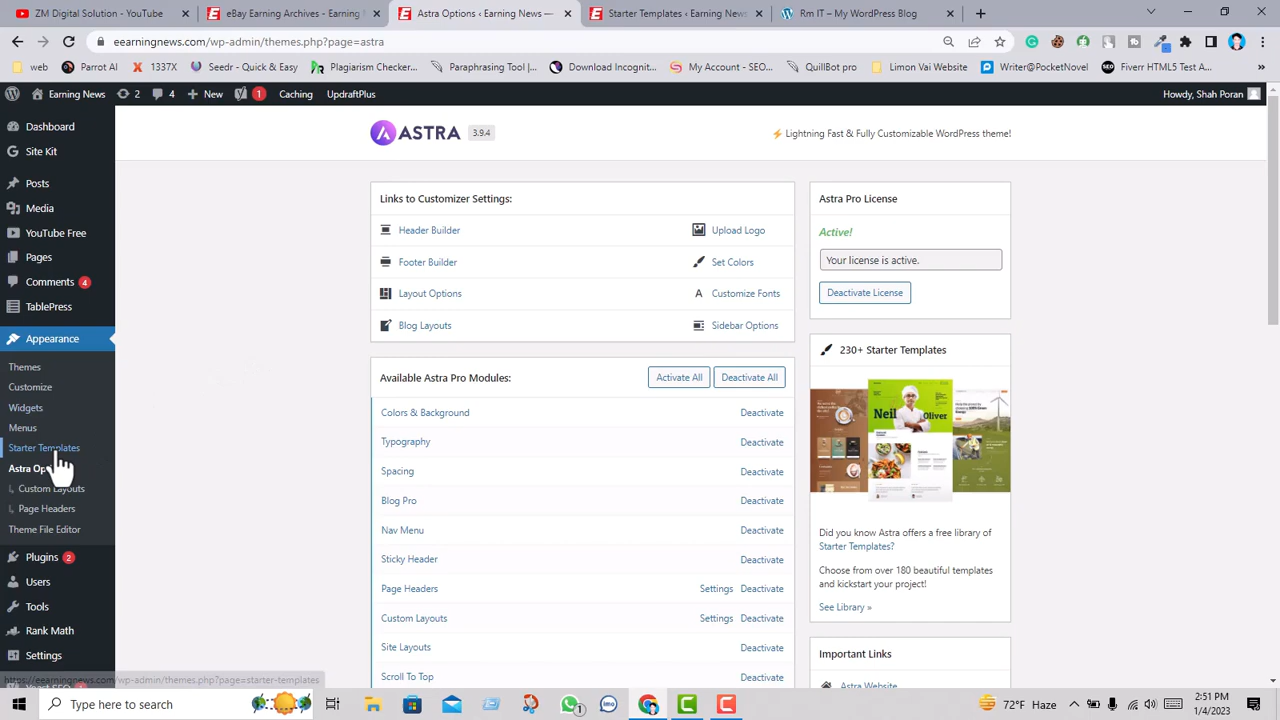 ZM Digital Solution - YouTube
eBay Earning Archives - Earning N
Astra Options ‹ Earning News —
Starter Templates ‹ Earning News
Rm IT – My WordPress Blog
eearningnews.com/wp-admin/themes.php?page=astra
web
Parrot AI
1337X
Seedr - Quick & Easy
Plagiarism Checker...
Paraphrasing Tool |...
Download Incognit...
My Account - SEO...
QuillBot pro
Limon Vai Website
Writer@PocketNovel
Fiverr HTML5 Test A...
»
Earning News
2
4
+ New
1
Caching
UpdraftPlus
Howdy, Shah Poran
Dashboard
Site Kit
Posts
Media
YouTube Free
Pages
Comments 4
TablePress
Appearance
Themes
Customize
Widgets
Menus
Starter Templates
Astra Op
Custom Layouts
Page Headers
Theme File Editor
Plugins 2
Users
Tools
Rank Math
Settings
ASTRA 3.9.4
⚡ Lightning Fast & Fully Customizable WordPress theme!
Links to Customizer Settings:
Header Builder
Upload Logo
Footer Builder
Set Colors
Layout Options
Customize Fonts
Blog Layouts
Sidebar Options
Available Astra Pro Modules:
Activate All
Deactivate All
Colors & Background Deactivate
Typography Deactivate
Spacing Deactivate
Blog Pro Deactivate
Nav Menu Deactivate
Sticky Header Deactivate
Page Headers Settings Deactivate
Custom Layouts Settings Deactivate
Site Layouts Deactivate
Scroll To Top Deactivate
Astra Pro License
Active!
Your license is active.
Deactivate License
230+ Starter Templates
Neil Oliver
Did you know Astra offers a free library of
Starter Templates?
Choose from over 180 beautiful templates
and kickstart your project!
See Library »
Important Links
Astra Website
https://eearningnews.com/wp-admin/themes.php?page=starter-templates
Type here to search
imo
1
72°F Haze
2:51 PM
1/4/2023